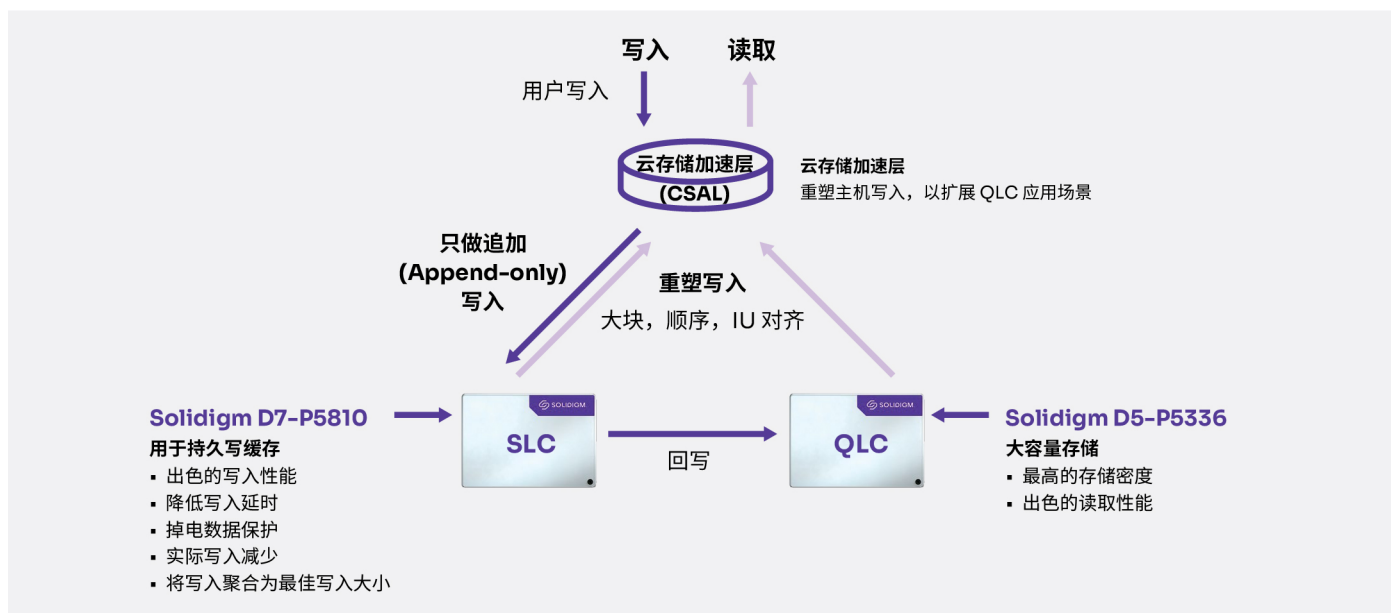 写入
读取
用户写入
云存储加速层
(CSAL)
云存储加速层
重塑主机写入，以扩展 QLC 应用场景
只做追加
(Append-only)
写入
重塑写入
大块，顺序，IU 对齐
Solidigm D7-P5810
用于持久写缓存
▪ 出色的写入性能
▪ 降低写入延时
▪ 掉电数据保护
▪ 实际写入减少
▪ 将写入聚合为最佳写入大小
SOLIDIGM
SLC
回写
SOLIDIGM
QLC
Solidigm D5-P5336
大容量存储
▪ 最高的存储密度
▪ 出色的读取性能